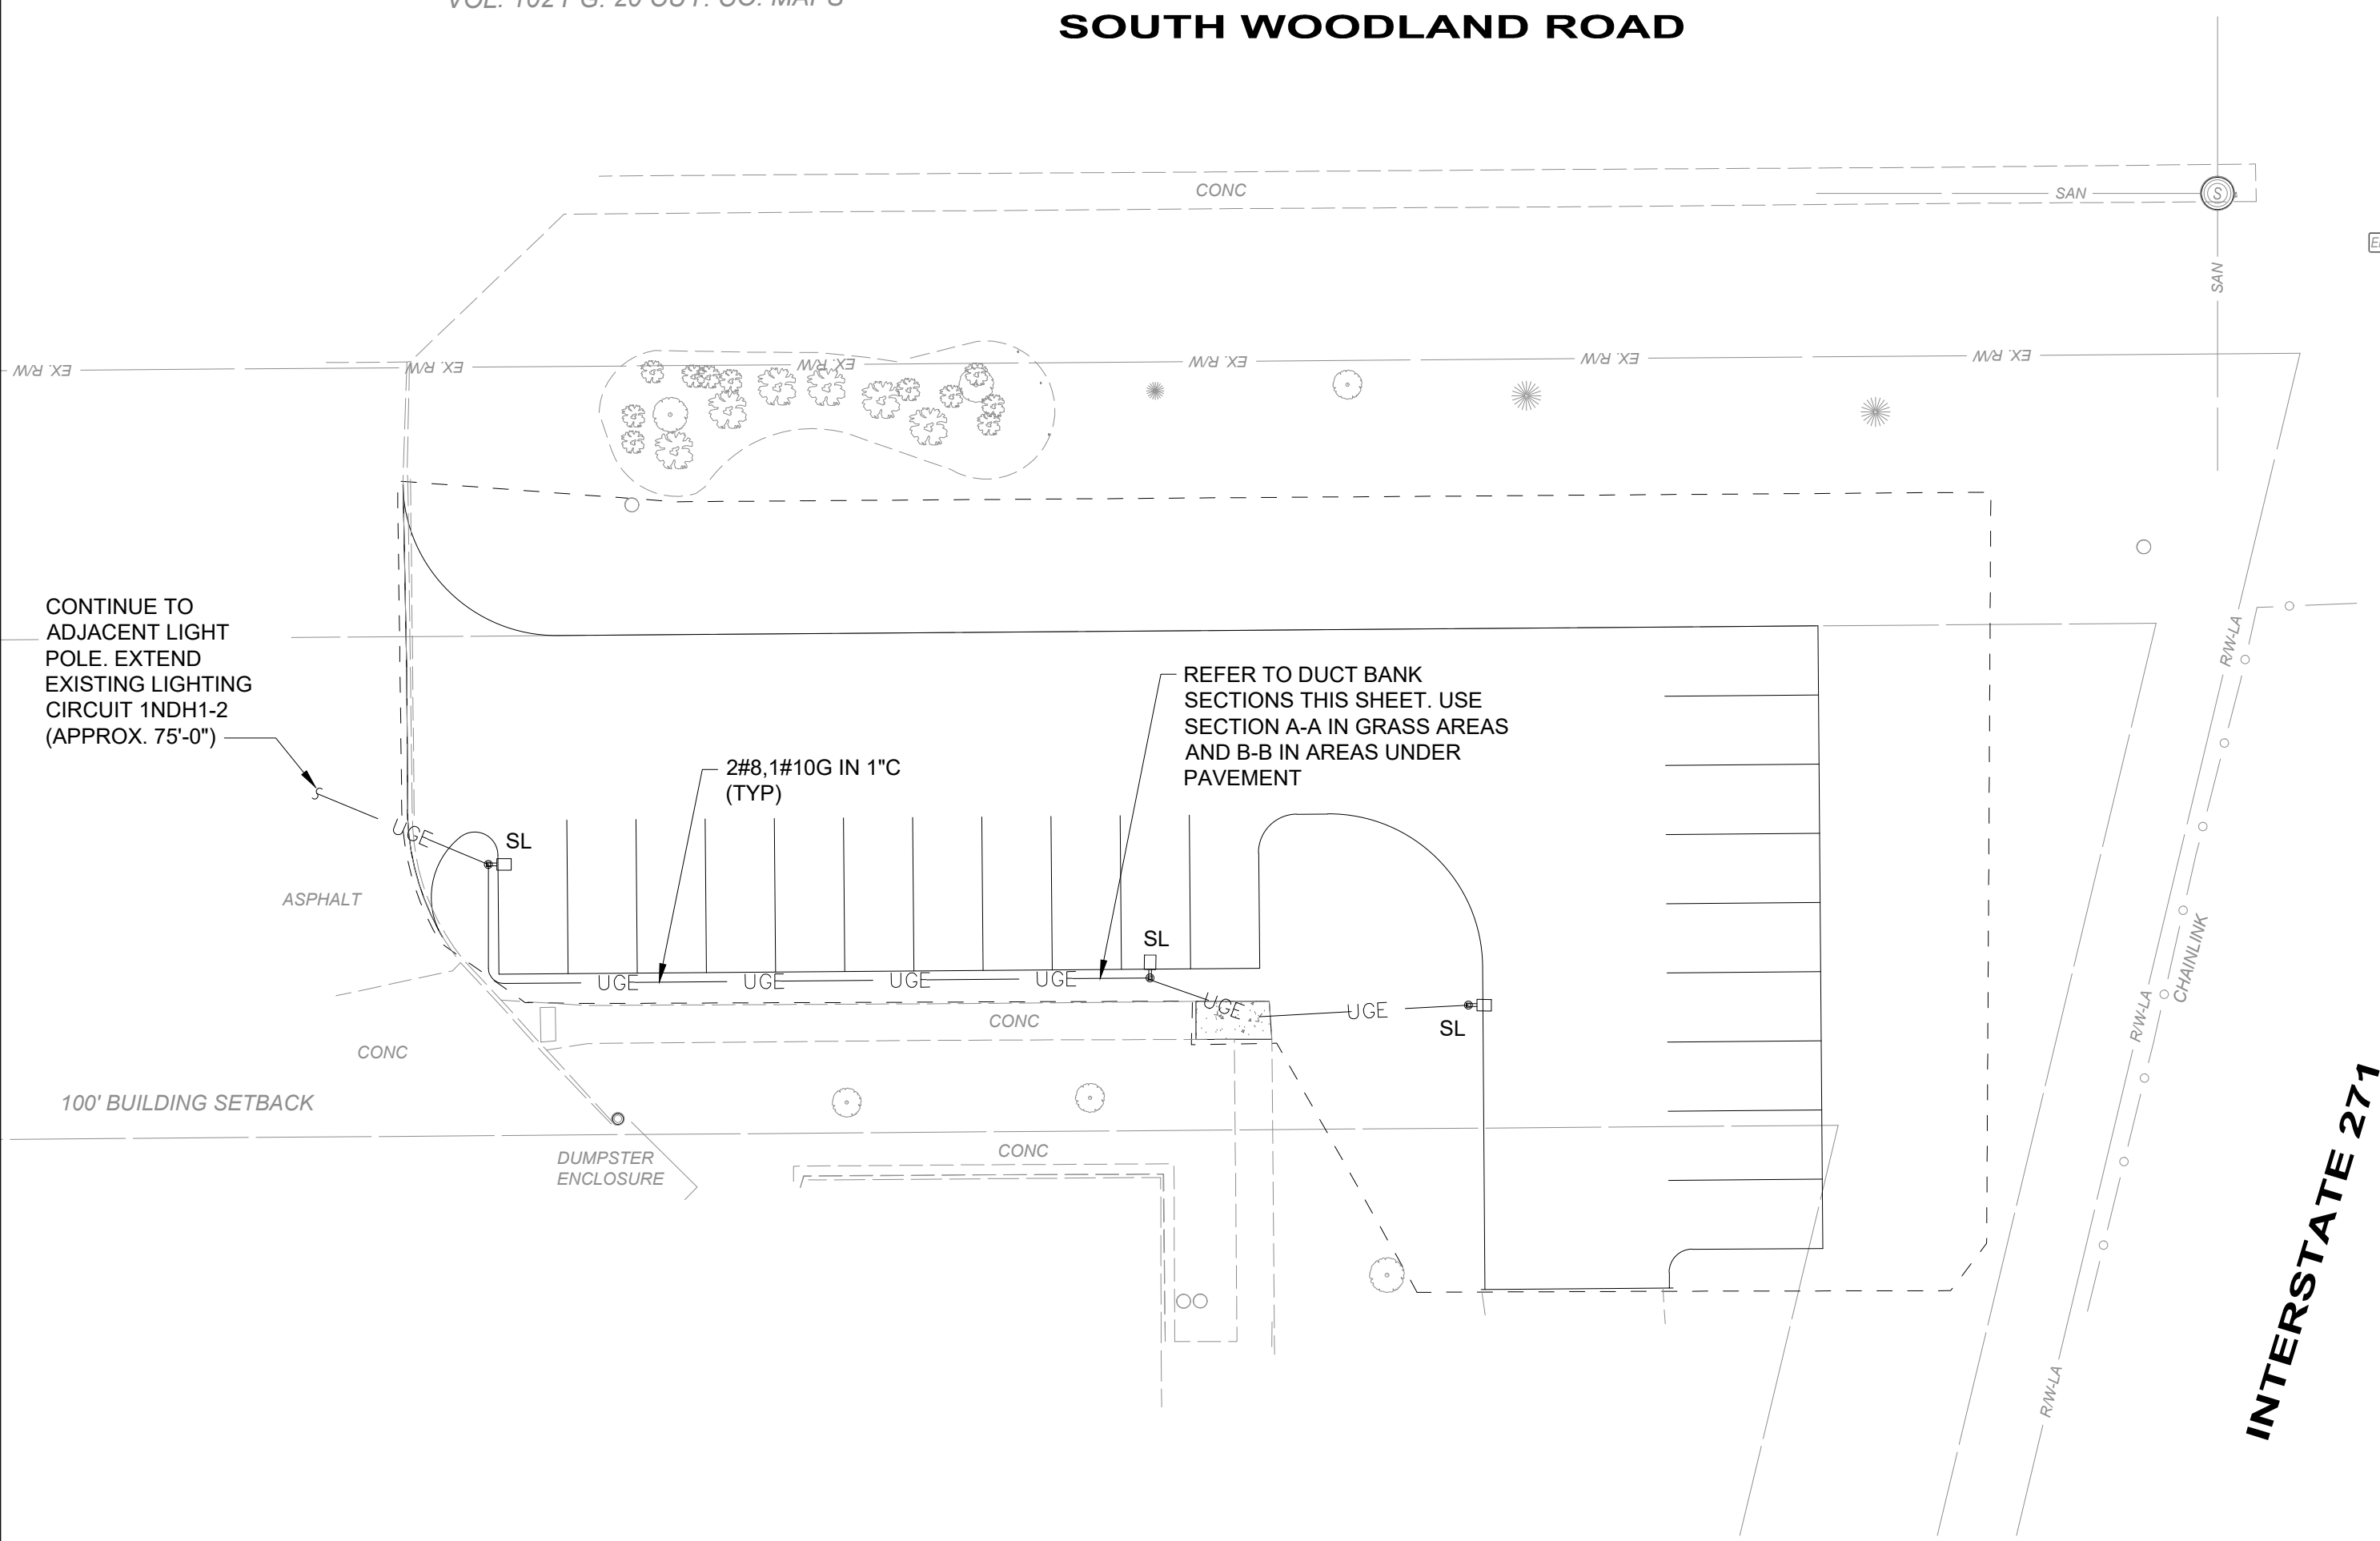 SOUTH WOODLAND ROAD
CONC
SAN
S
SAN
EX. R/W
EX. R/W
EX. R/W
EX. R/W
EX. R/W
EX. R/W
CONTINUE TO
ADJACENT LIGHT
POLE. EXTEND
EXISTING LIGHTING
CIRCUIT 1NDH1-2
(APPROX. 75'-0")
REFER TO DUCT BANK
SECTIONS THIS SHEET. USE
SECTION A-A IN GRASS AREAS
AND B-B IN AREAS UNDER
PAVEMENT
2#8,1#10G IN 1"C
(TYP)
R/W-LA
UGE
SL
ASPHALT
SL
CHAINLINK
UGE
UGE
UGE
UGE
UGE
UGE
SL
R/W-LA
CONC
CONC
100' BUILDING SETBACK
CONC
DUMPSTER
ENCLOSURE
INTERSTATE 271
R/W-LA